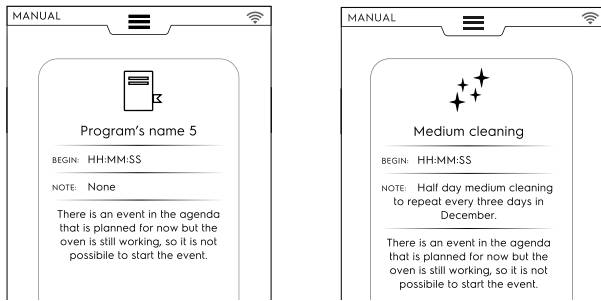 MANUAL
Program's name 5
BEGIN: HH:MM:SS
NOTE: None
There is an event in the agenda
that is planned for now but the
oven is still working, so it is not
possibile to start the event.
MANUAL
Medium cleaning
BEGIN: HH:MM:SS
NOTE: Half day medium cleaning
to repeat every three days in
December.
There is an event in the agenda
that is planned for now but the
oven is still working, so it is not
possibile to start the event.